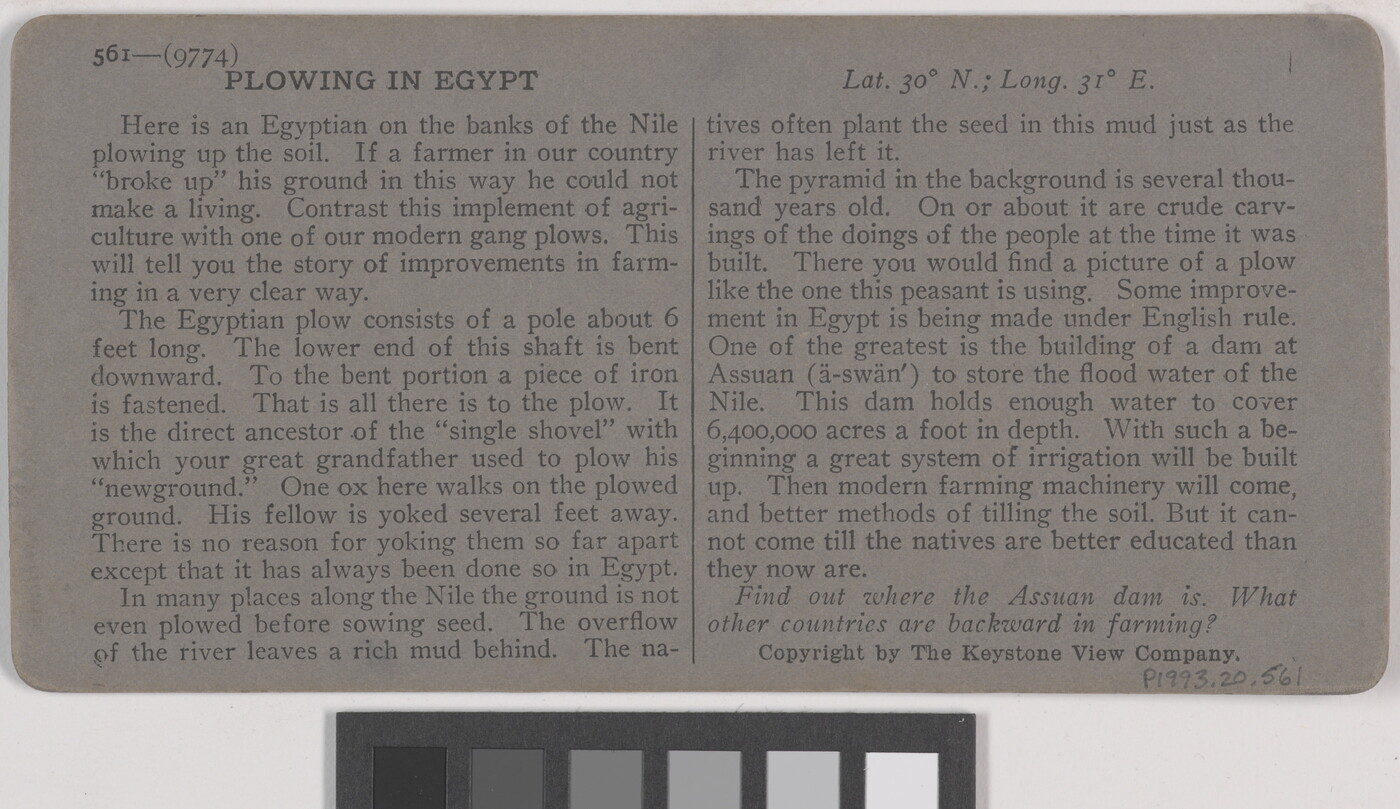 561—(9774)
PLOWING IN EGYPT
Lat. 30° N.; Long. 31° E.
Here is an Egyptian on the banks of the Nile
plowing up the soil. If a farmer in our country
“broke up” his ground in this way he could not
make a living. Contrast this implement of agri-
culture with one of our modern gang plows. This
will tell you the story of improvements in farm-
ing in a very clear way.
The Egyptian plow consists of a pole about 6
feet long. The lower end of this shaft is bent
downward. To the bent portion a piece of iron
is fastened. That is all there is to the plow. It
is the direct ancestor of the “single shovel” with
which your great grandfather used to plow his
“newground.” One ox here walks on the plowed
ground. His fellow is yoked several feet away.
There is no reason for yoking them so far apart
except that it has always been done so in Egypt.
In many places along the Nile the ground is not
even plowed before sowing seed. The overflow
of the river leaves a rich mud behind. The na-
tives often plant the seed in this mud just as the
river has left it.
The pyramid in the background is several thou-
sand years old. On or about it are crude carv-
ings of the doings of the people at the time it was
built. There you would find a picture of a plow
like the one this peasant is using. Some improve-
ment in Egypt is being made under English rule.
One of the greatest is the building of a dam at
Assuan (ä-swän′) to store the flood water of the
Nile. This dam holds enough water to cover
6,400,000 acres a foot in depth. With such a be-
ginning a great system of irrigation will be built
up. Then modern farming machinery will come,
and better methods of tilling the soil. But it can-
not come till the natives are better educated than
they now are.
Find out where the Assuan dam is. What
other countries are backward in farming?
Copyright by The Keystone View Company.
P1993.20.561